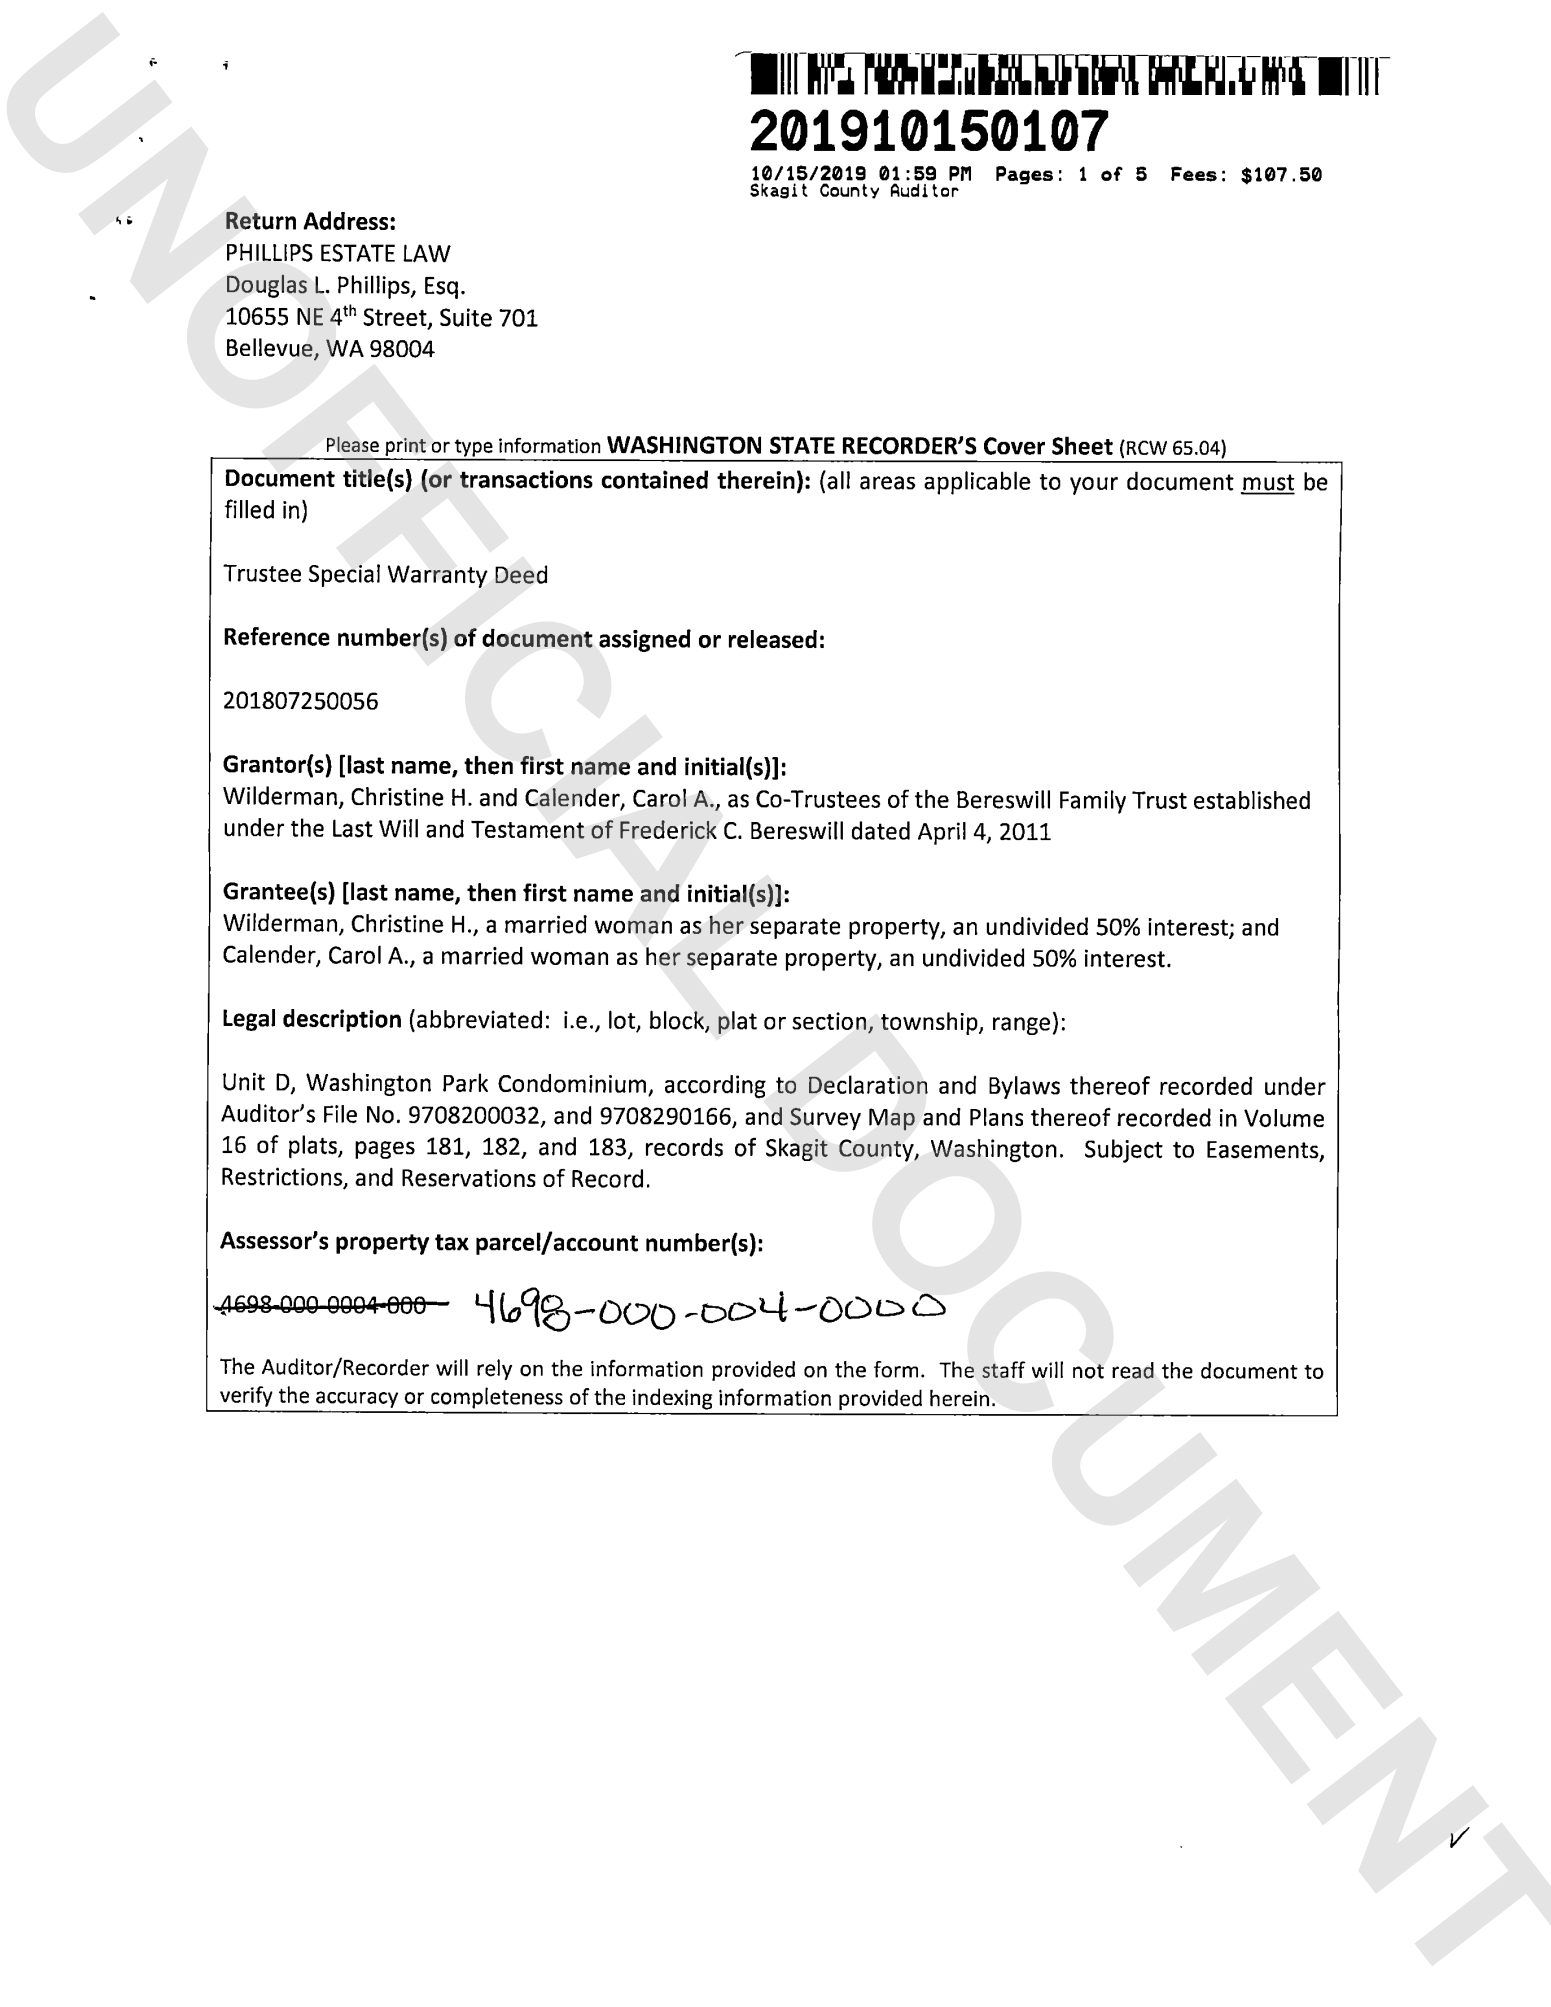 201910150107
10/15/2019 01:59 PM Pages: 1 of 5 Fees: $107.50
Skagit County Auditor
Return Address:
PHILLIPS ESTATE LAW
Douglas L. Phillips, Esq.
10655 NE 4th Street, Suite 701
Bellevue, WA 98004
Please print or type information WASHINGTON STATE RECORDER'S Cover Sheet (RCW 65.04)
Document title(s) (or transactions contained therein): (all areas applicable to your document must be
filled in)
Trustee Special Warranty Deed
Reference number(s) of document assigned or released:
201807250056
Grantor(s) [last name, then first name and initial(s)]:
Wilderman, Christine H. and Calender, Carol A., as Co-Trustees of the Bereswill Family Trust established
under the Last Will and Testament of Frederick C. Bereswill dated April 4, 2011
Grantee(s) [last name, then first name and initial(s)]:
Wilderman, Christine H., a married woman as her separate property, an undivided 50% interest; and
Calender, Carol A., a married woman as her separate property, an undivided 50% interest.
Legal description (abbreviated: i.e., lot, block, plat or section, township, range):
Unit D, Washington Park Condominium, according to Declaration and Bylaws thereof recorded under
Auditor's File No. 9708200032, and 9708290166, and Survey Map and Plans thereof recorded in Volume
16 of plats, pages 181, 182, and 183, records of Skagit County, Washington. Subject to Easements,
Restrictions, and Reservations of Record.
Assessor's property tax parcel/account number(s):
4698-000-0004-000 4698-000-004-0000
The Auditor/Recorder will rely on the information provided on the form. The staff will not read the document to
verify the accuracy or completeness of the indexing information provided herein.
UNOFFICIAL DOCUMENT